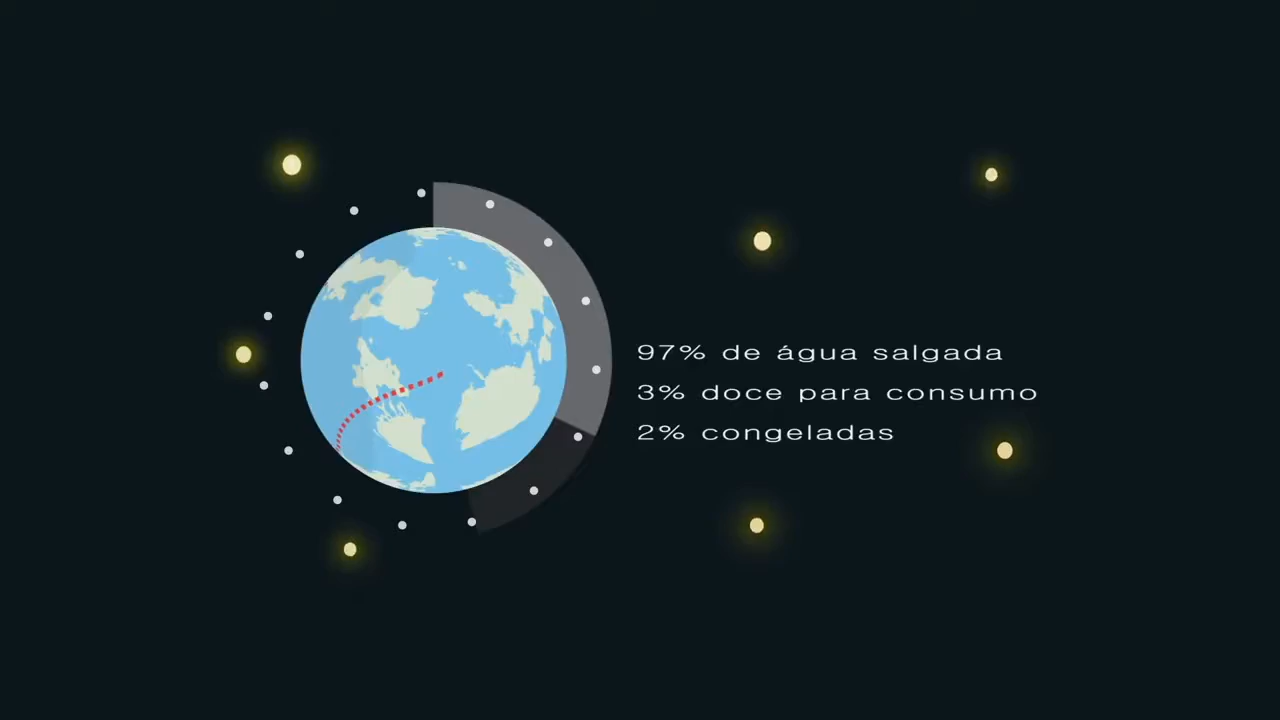 97% de água salgada
3% doce para consumo
2% congeladas